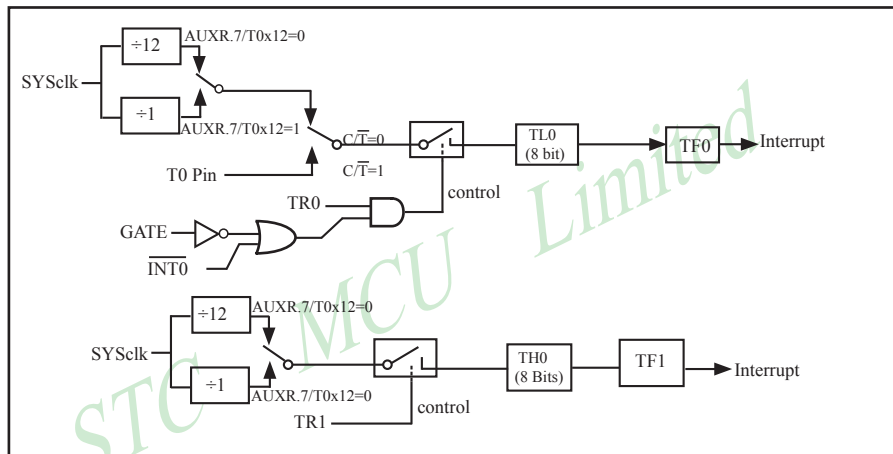 ÷12
AUXR.7/T0x12=0
SYSclk
÷1
AUXR.7/T0x12=1
C/T̅=0
TL0
(8 bit)
TF0
Interrupt
T0 Pin
C/T̅=1
control
TR0
GATE
I̅N̅T̅0̅
÷12
AUXR.7/T0x12=0
SYSclk
÷1
AUXR.7/T0x12=0
TH0
(8 Bits)
TF1
Interrupt
control
TR1
STC MCU Limited